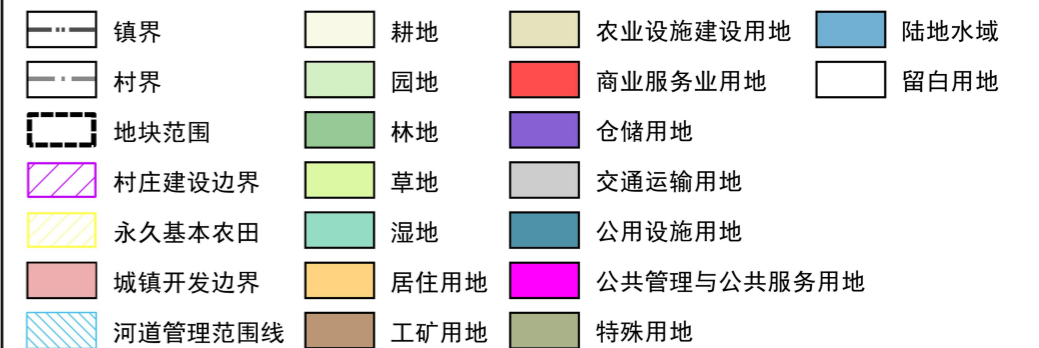 镇界 耕地 农业设施建设用地 陆地水域
村界 园地 商业服务业用地 留白用地
地块范围 林地 仓储用地
村庄建设边界 草地 交通运输用地
永久基本农田 湿地 公用设施用地
城镇开发边界 居住用地 公共管理与公共服务用地
河道管理范围线 工矿用地 特殊用地